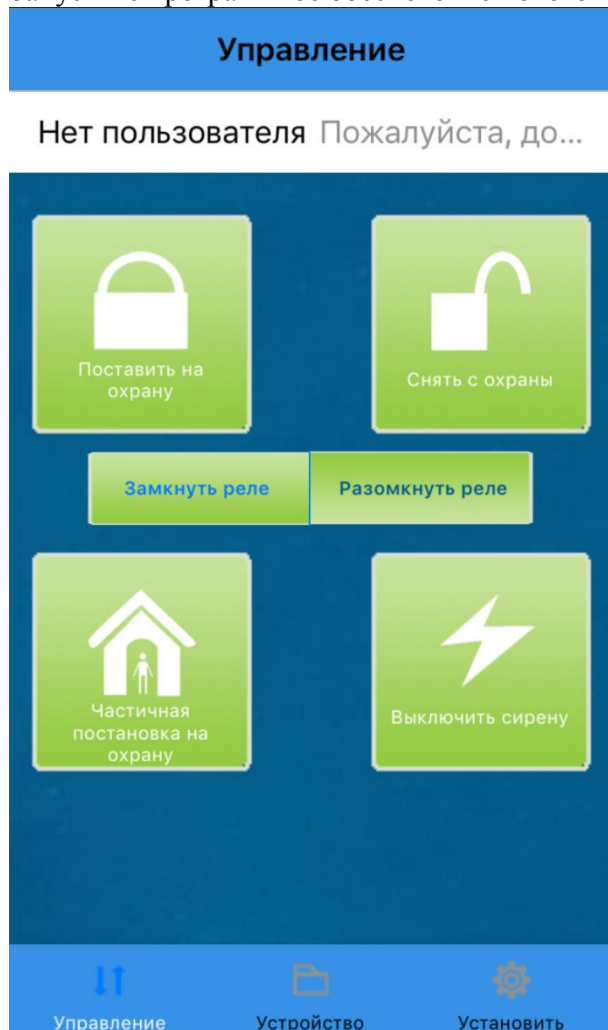 Управление
Нет пользователя Пожалуйста, до...
Поставить на
охрану
Снять с охраны
Замкнуть реле
Разомкнуть реле
Частичная
постановка на
охрану
Выключить сирену
Управление
Устройство
Установить